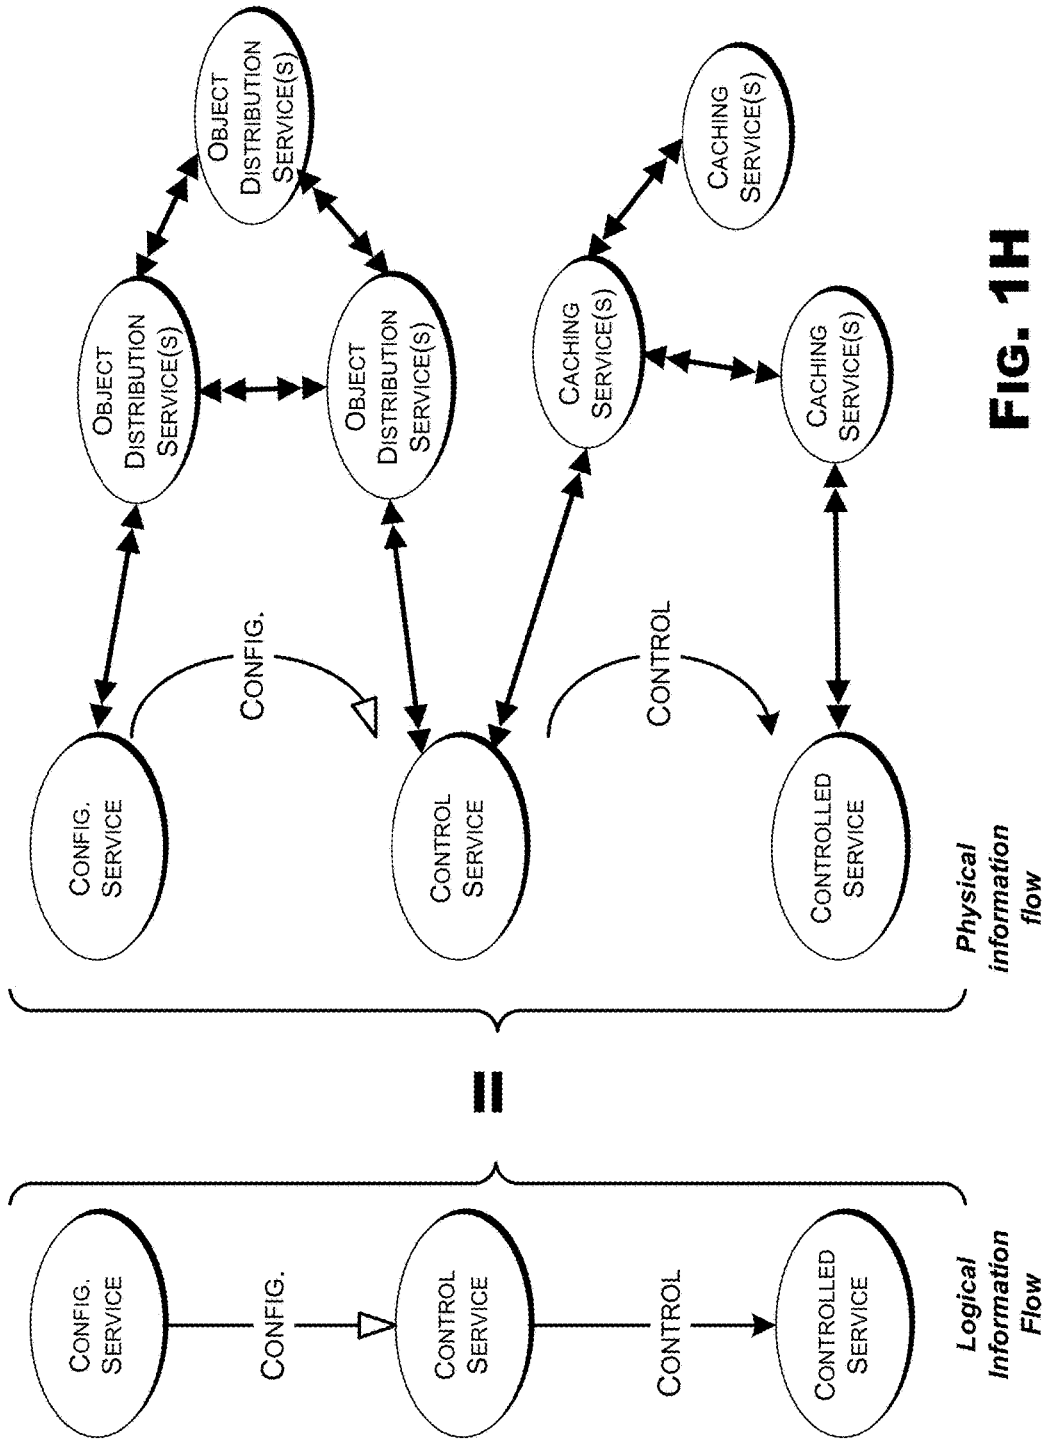 CONFIG.
SERVICE
CONFIG.
CONTROL
SERVICE
CONTROL
CONTROLLED
SERVICE
Logical
Information
Flow
=
CONFIG.
SERVICE
CONFIG.
CONTROL
SERVICE
CONTROL
CONTROLLED
SERVICE
Physical
information
flow
OBJECT
DISTRIBUTION
SERVICE(S)
OBJECT
DISTRIBUTION
SERVICE(S)
OBJECT
DISTRIBUTION
SERVICE(S)
CACHING
SERVICE(S)
CACHING
SERVICE(S)
CACHING
SERVICE(S)
FIG. 1H